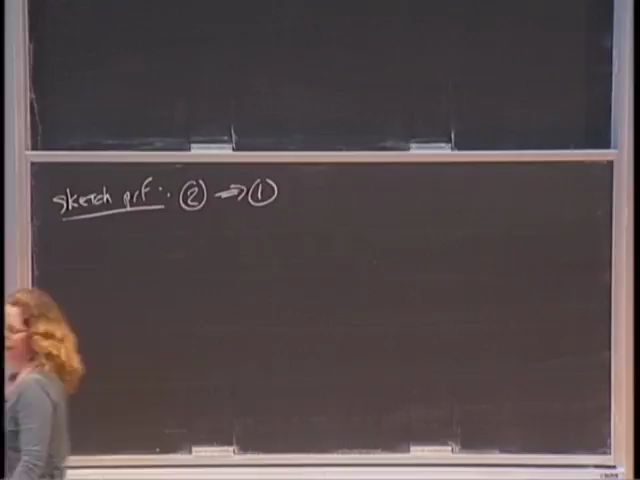 sketch prf: ② ⇒ ①